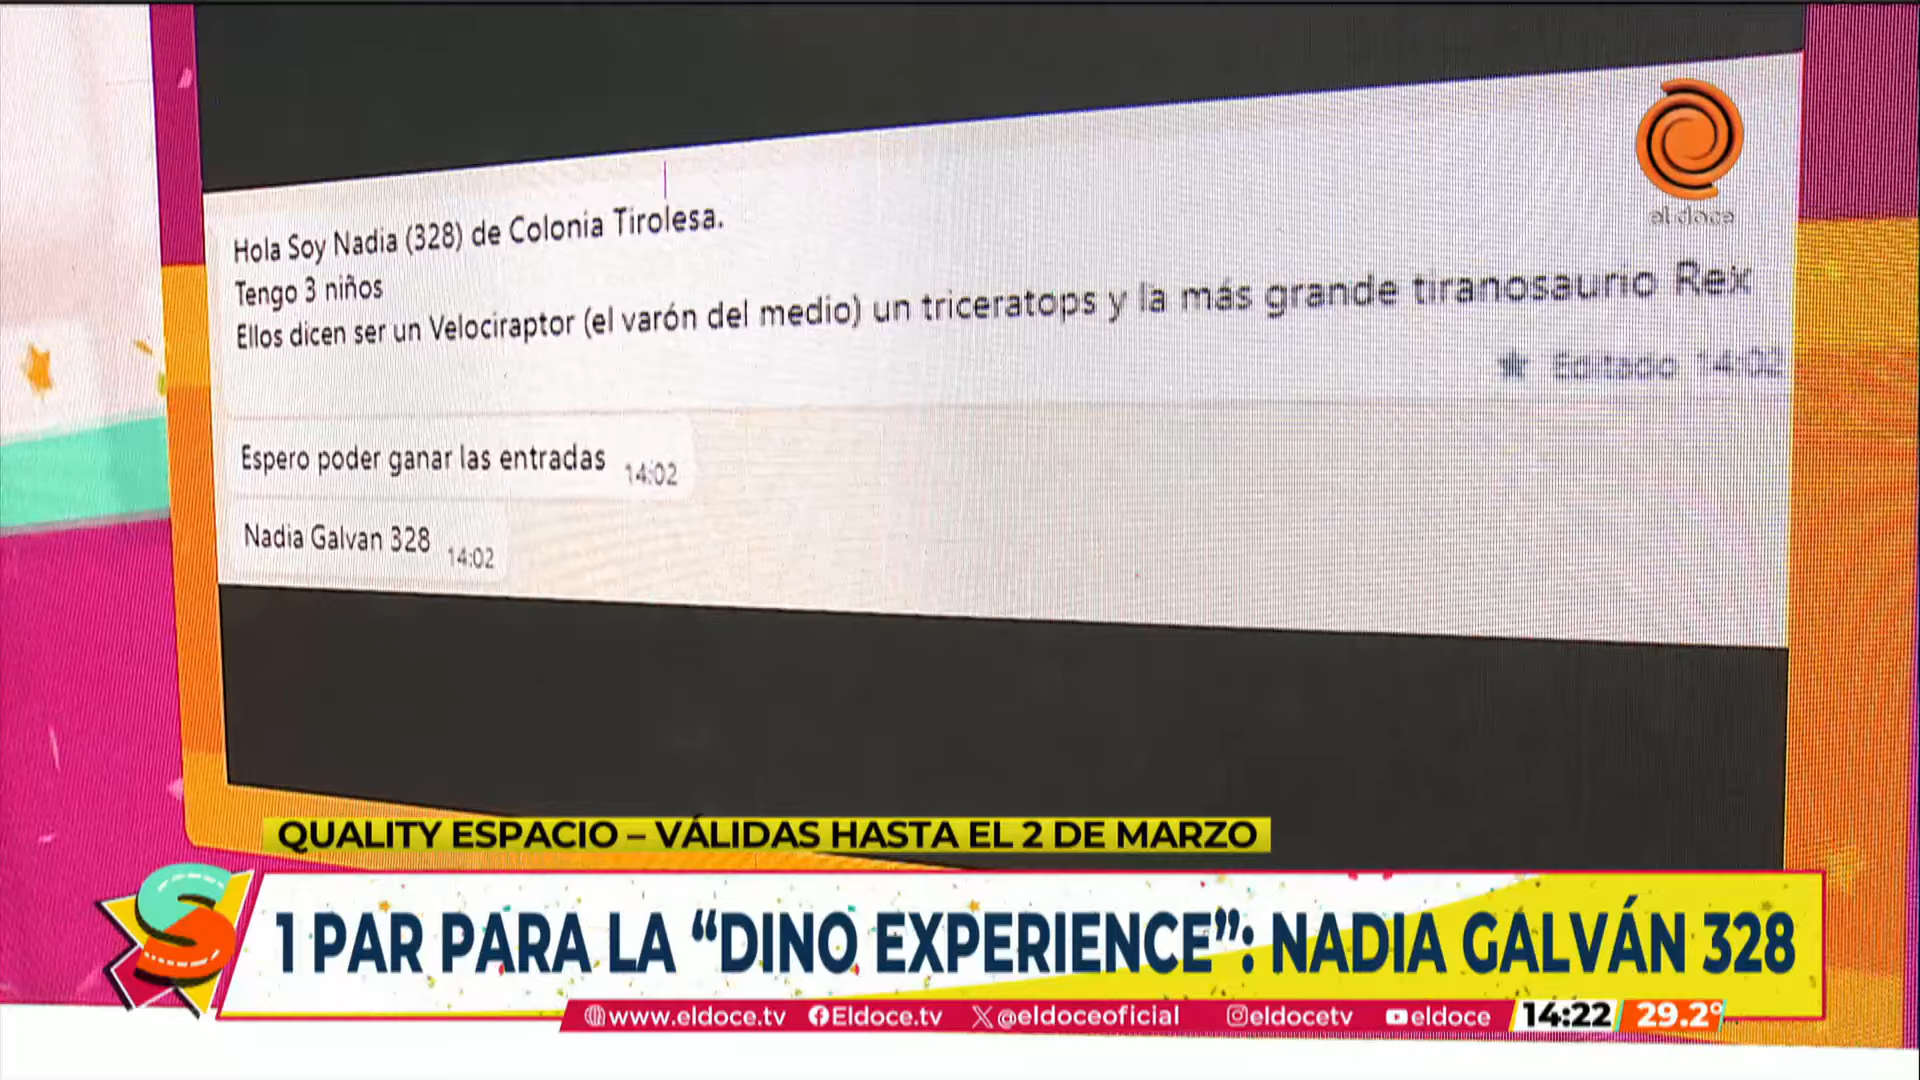 el doce
Hola Soy Nadia (328) de Colonia Tirolesa.
Tengo 3 niños
Ellos dicen ser un Velociraptor (el varón del medio) un triceratops y la más grande tiranosaurio Rex
Editado 14:02
Espero poder ganar las entradas 14:02
Nadia Galvan 328 14:02
QUALITY ESPACIO – VÁLIDAS HASTA EL 2 DE MARZO
1 PAR PARA LA “DINO EXPERIENCE”: NADIA GALVÁN 328
www.eldoce.tv Eldoce.tv @eldoceoficial eldocetv eldoce 14:22 29.2°